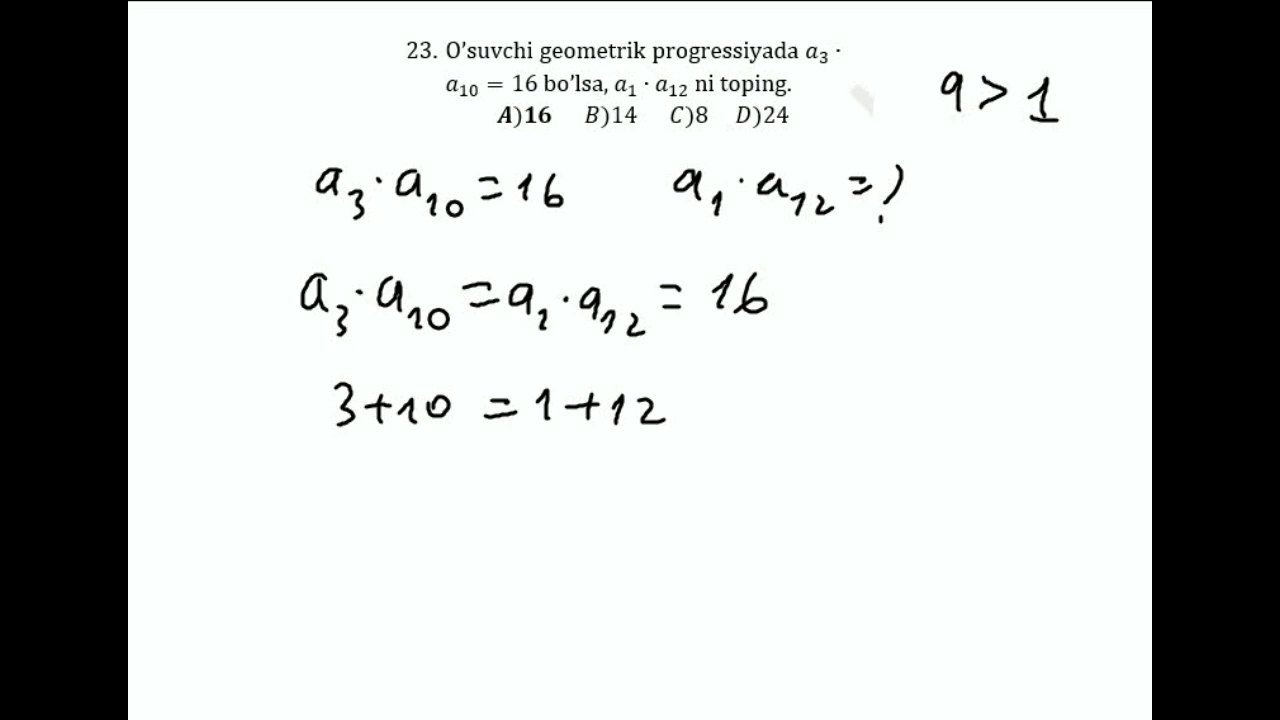 23. O'suvchi geometrik progressiyada a₃ ·
a₁₀ = 16 bo'lsa, a₁ · a₁₂ ni toping.
A)16 B)14 C)8 D)24
q > 1
a₃ · a₁₀ = 16 a₁ · a₁₂ = ?
a₃ · a₁₀ = a₁ · a₁₂ = 16
3+10 = 1+12